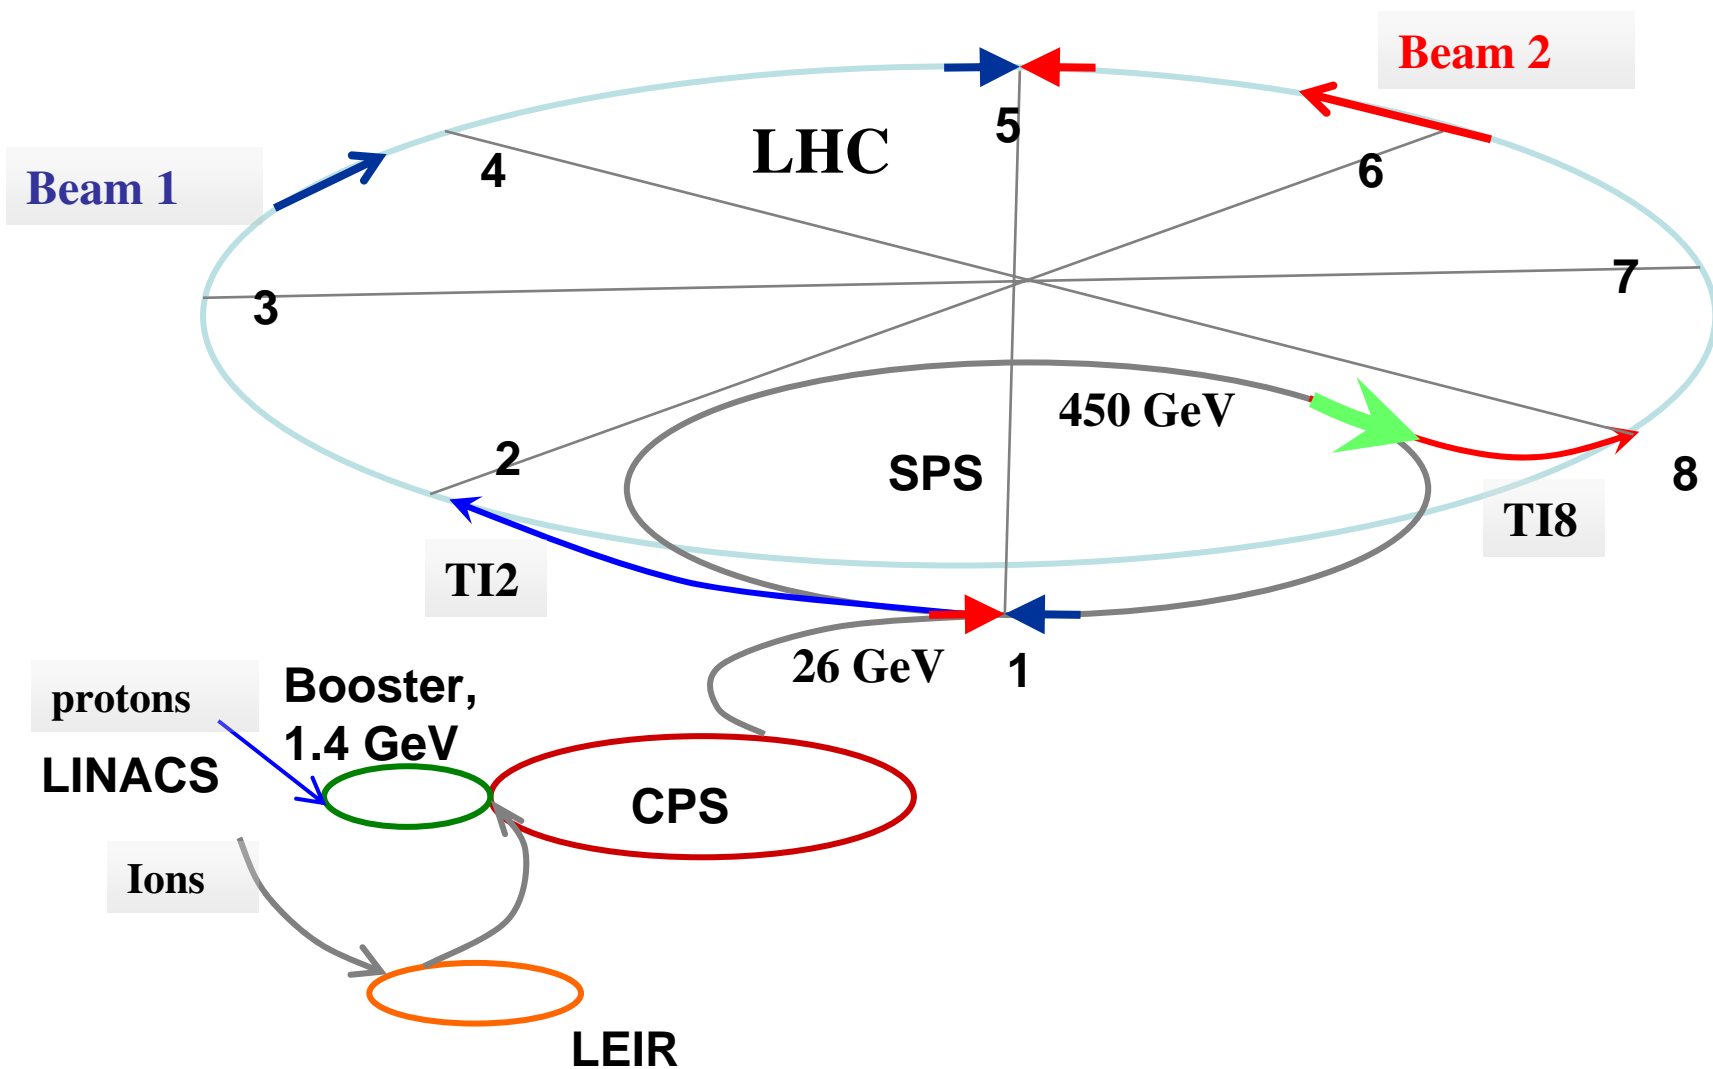 Beam 2
5
LHC
4
6
Beam 1
7
3
450 GeV
2
SPS
8
TI8
TI2
26 GeV
1
protons
Booster,
1.4 GeV
LINACS
CPS
Ions
LEIR